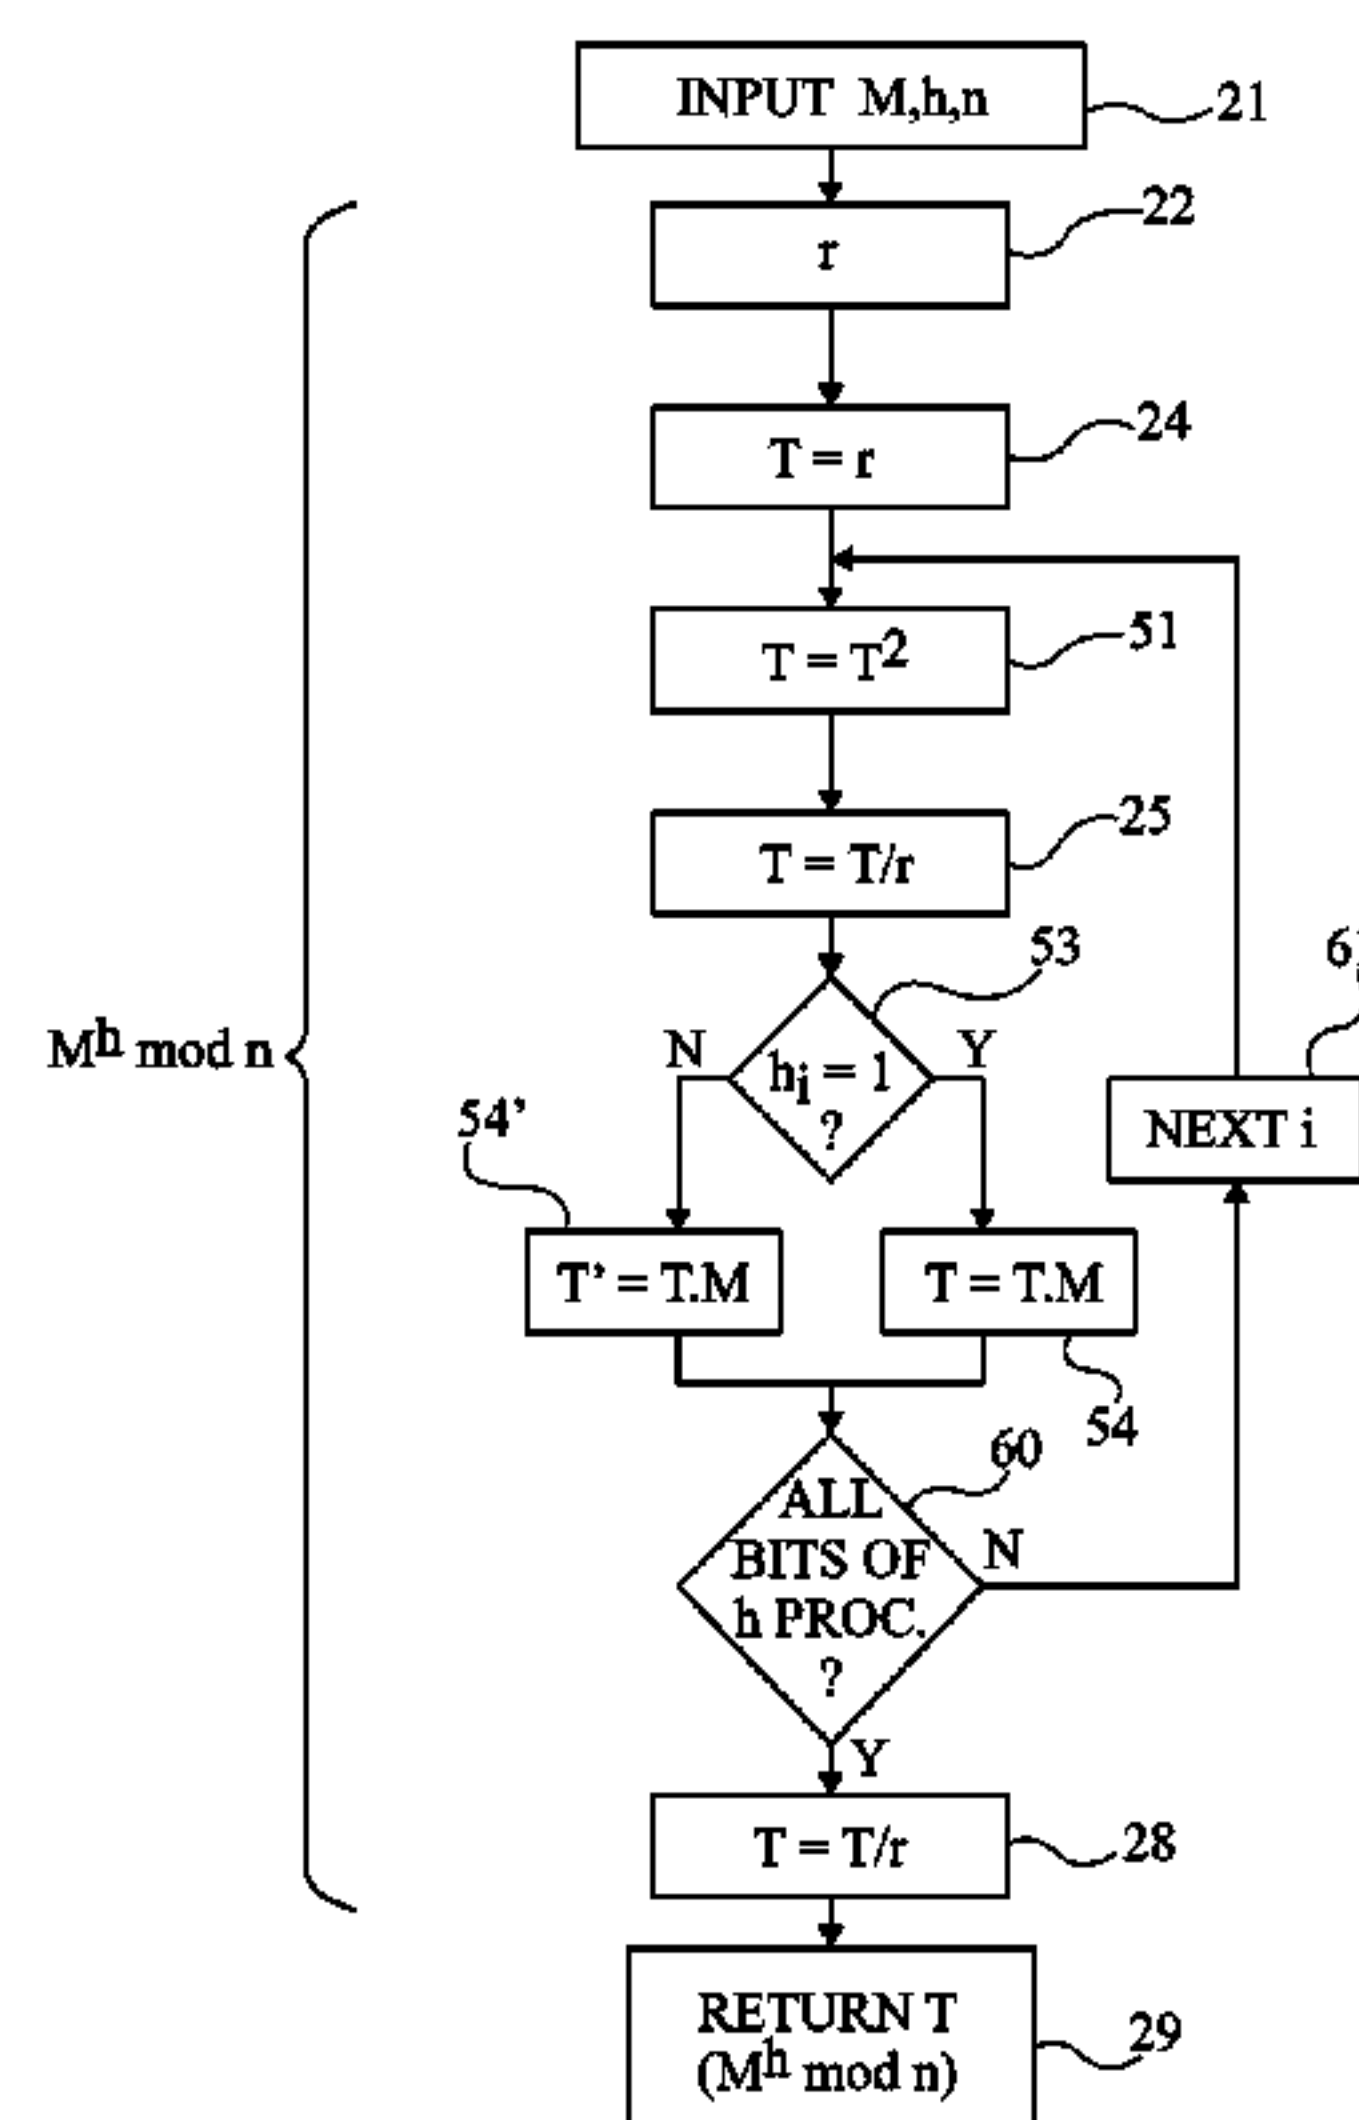 INPUT M,h,n
21
r
22
T = r
24
T = T²
51
T = T/r
25
53
N
Y
hᵢ = 1
?
Mʰ mod n
54’
NEXT i
T’ = T.M
T = T.M
54
60
ALL
BITS OF
h PROC.
?
N
Y
T = T/r
28
RETURN T
(Mʰ mod n)
29